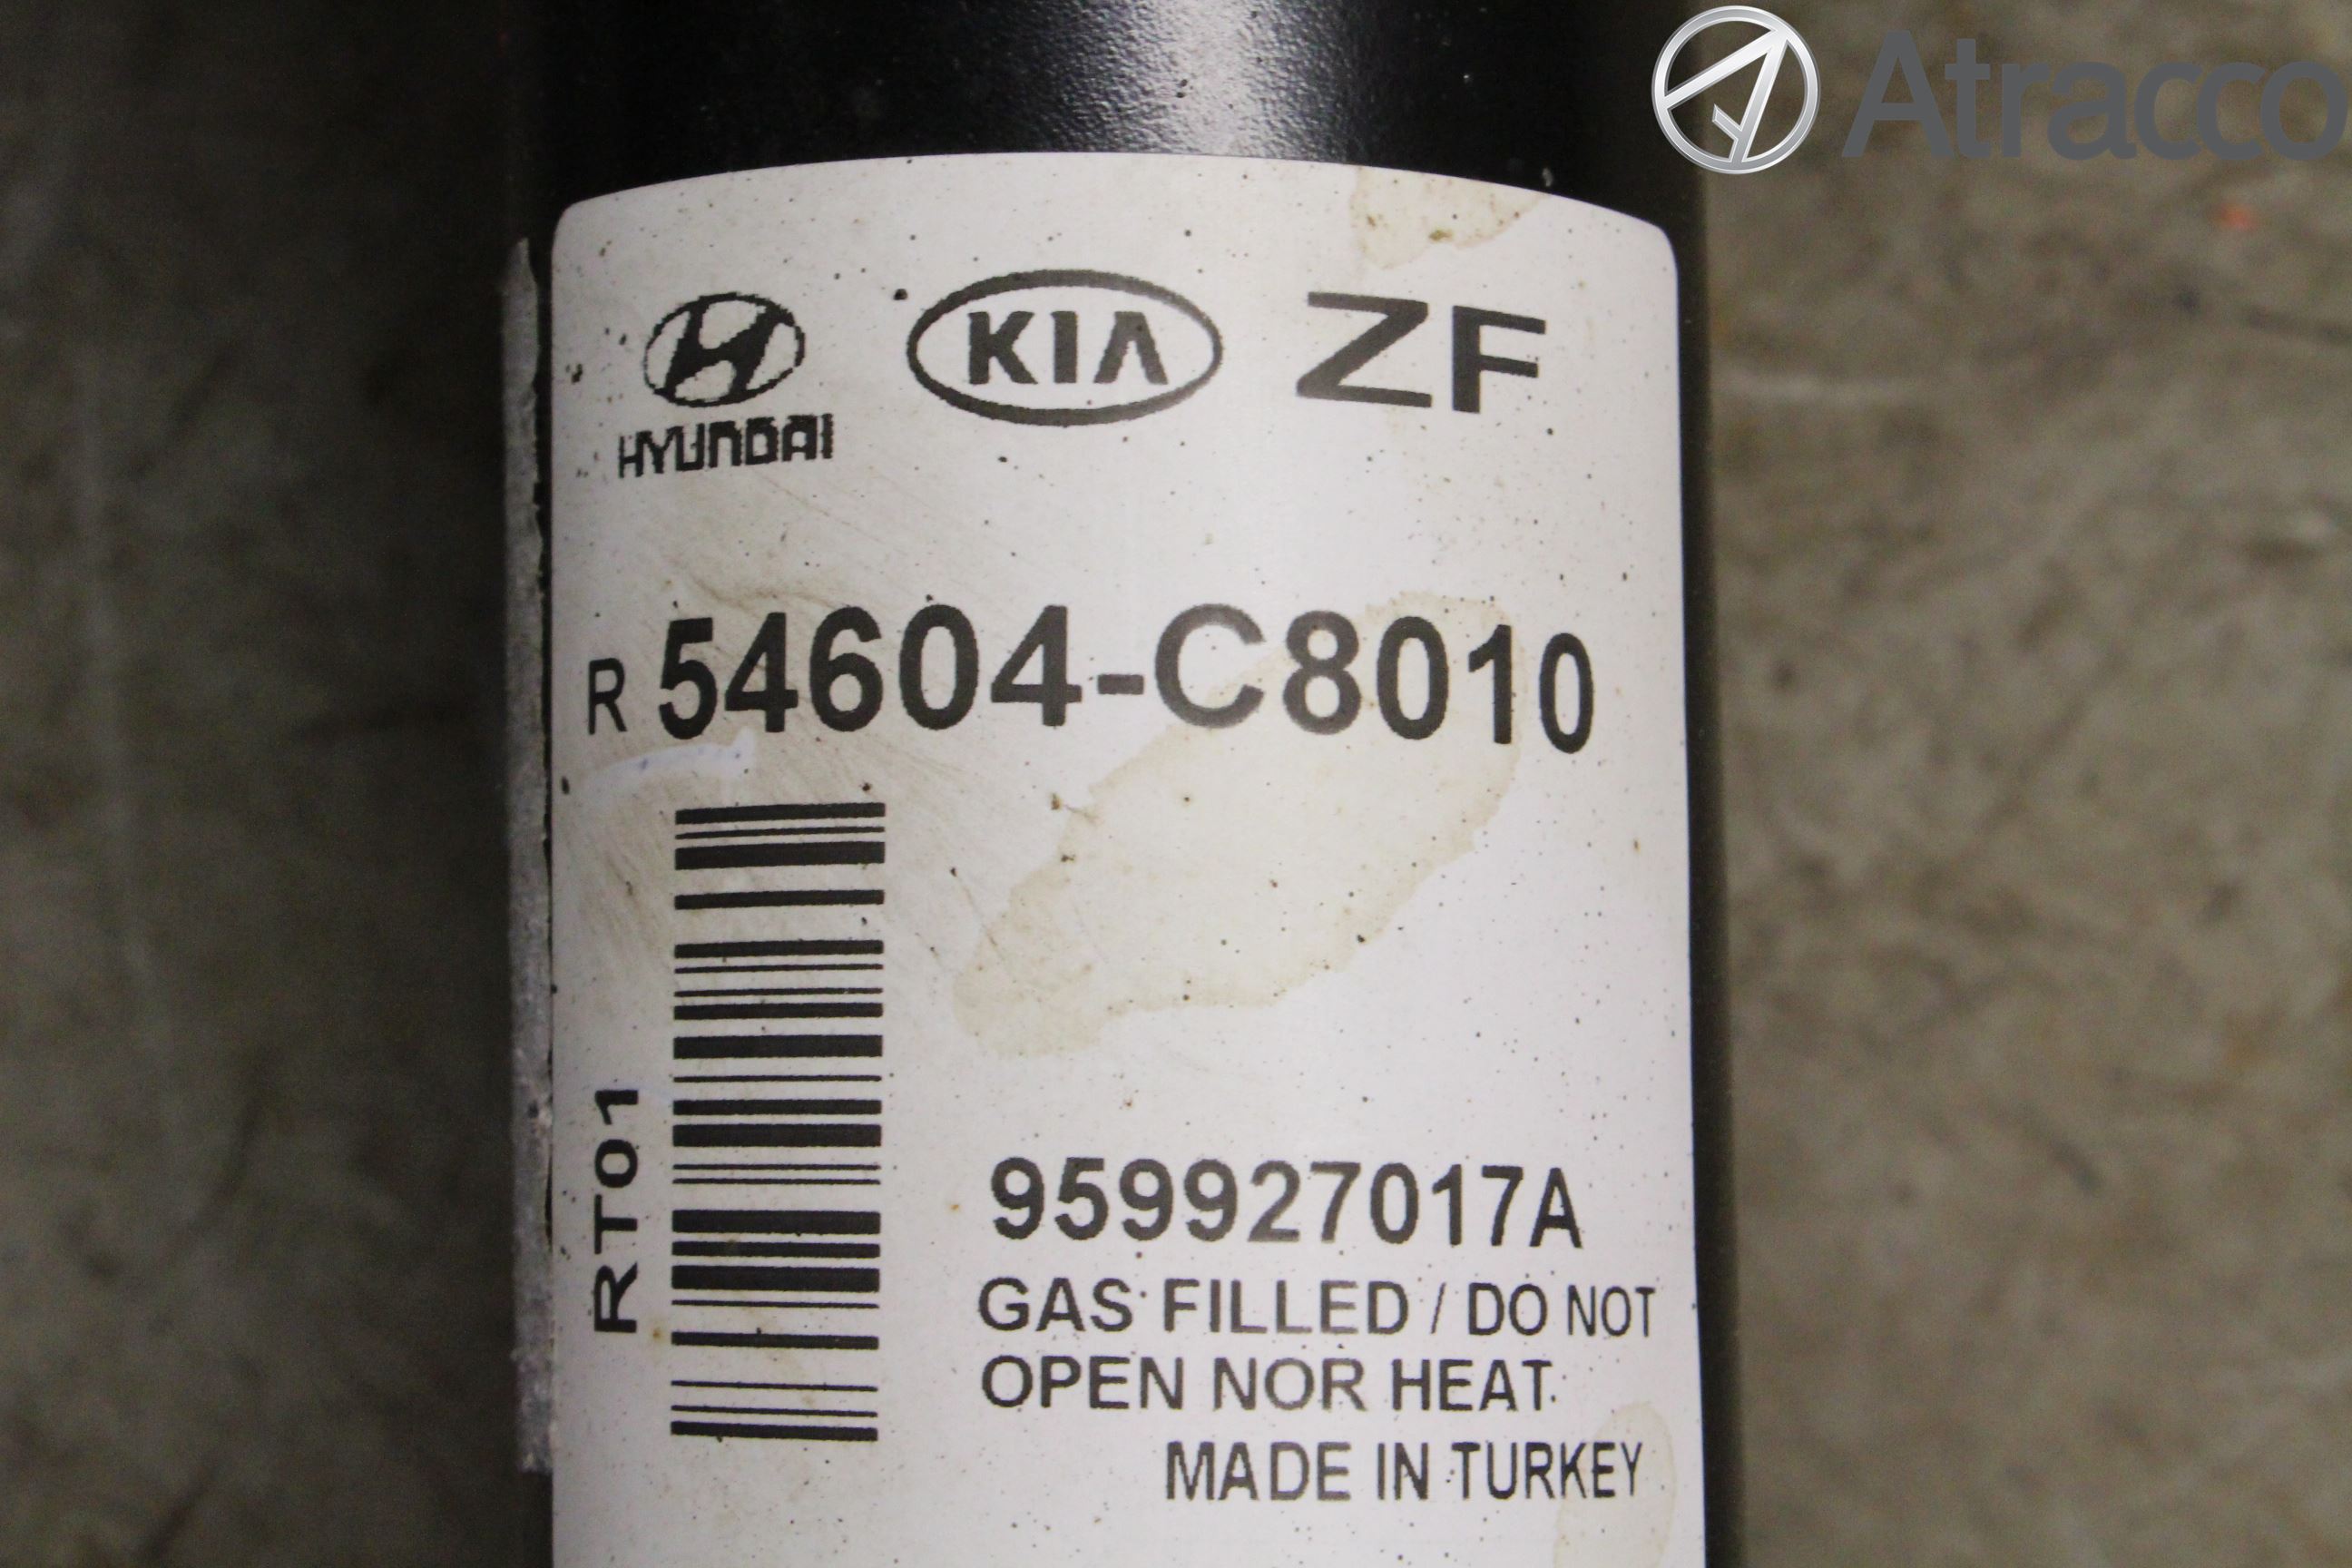 Atracco
HYUNDAI KIA ZF
R 54604-C8010
RT01
959927017A
GAS FILLED / DO NOT
OPEN NOR HEAT
MADE IN TURKEY